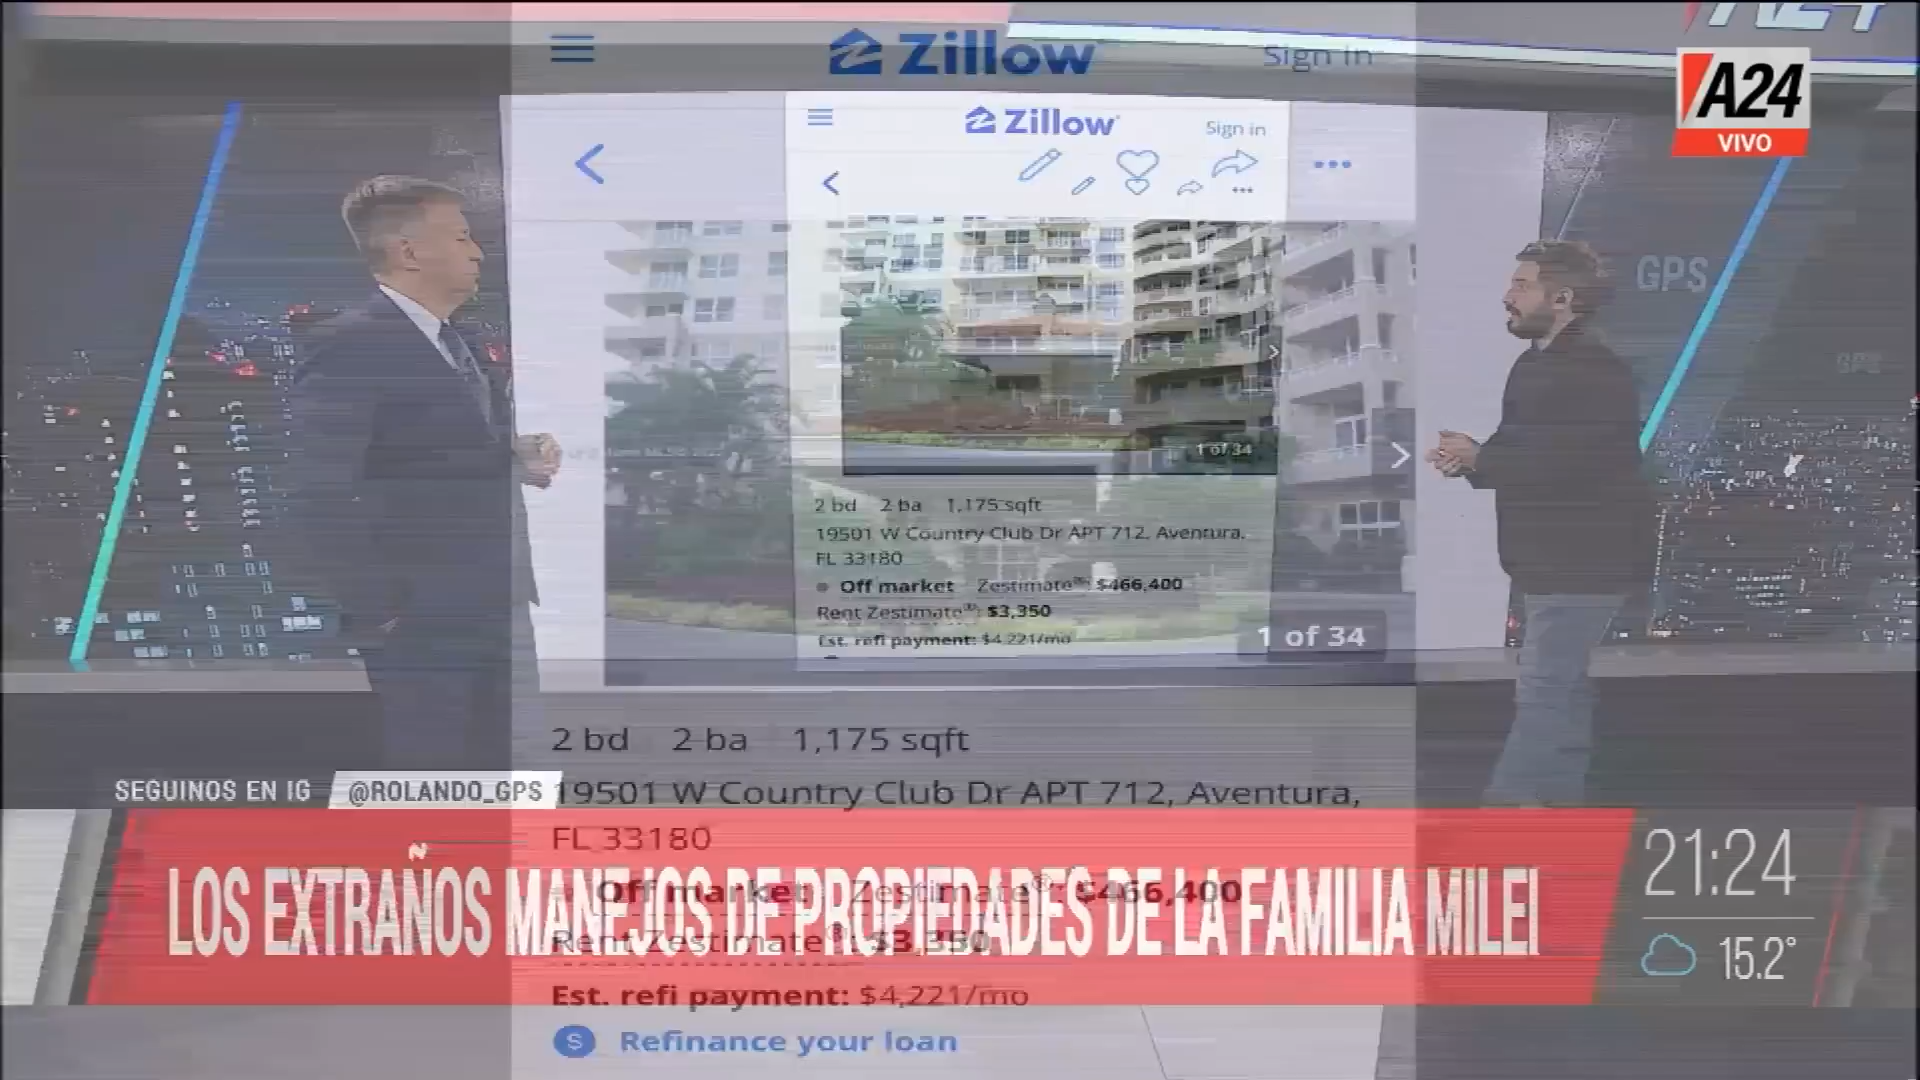 Zillow
Sign in
A24
VIVO
Zillow
Sign in
GPS
GPS
1 of 34
2 bd 2 ba 1,175 sqft
19501 W Country Club Dr APT 712, Aventura,
FL 33180
Off market Zestimate®: $466,400
Rent Zestimate®: $3,350
Est. refi payment: $4,221/mo
1 of 34
2 bd 2 ba 1,175 sqft
SEGUINOS EN IG @ROLANDO_GPS
19501 W Country Club Dr APT 712, Aventura,
FL 33180
Off market Zestimate®: $466,400
LOS EXTRAÑOS MANEJOS DE PROPIEDADES DE LA FAMILIA MILEI
Rent Zestimate®: $3,350
Est. refi payment: $4,221/mo
Refinance your loan
21:24
15.2°